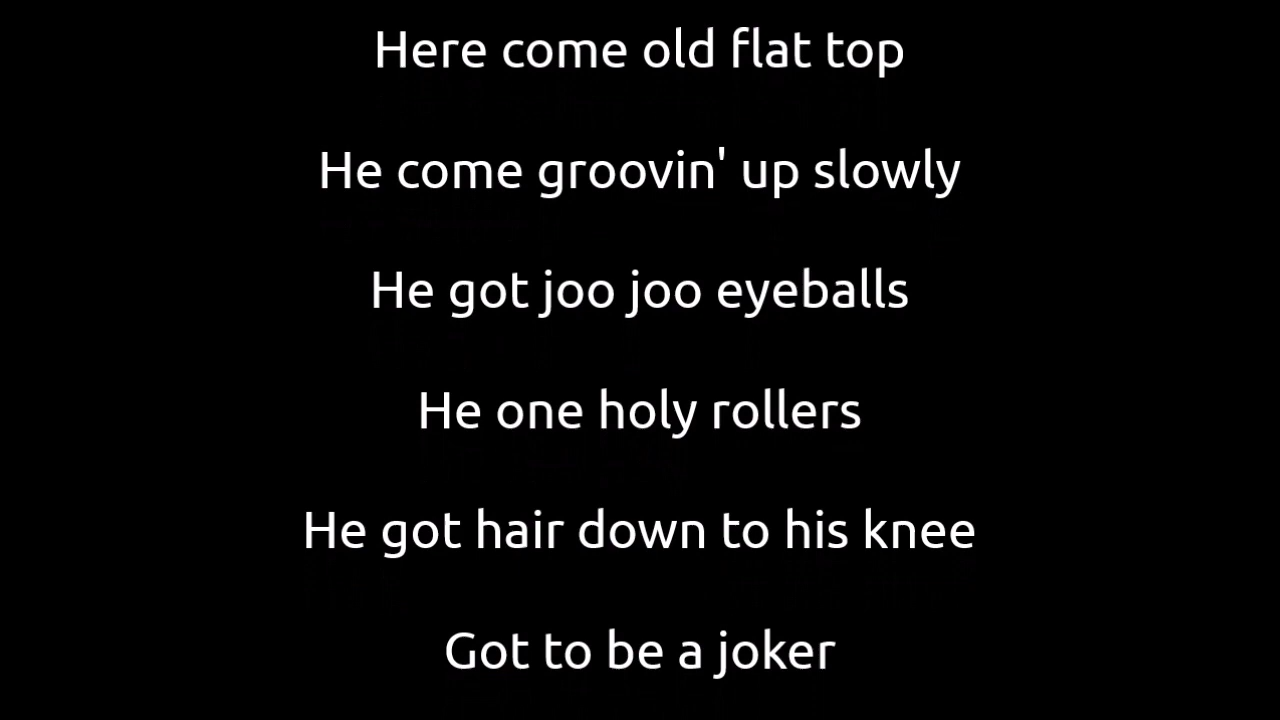 Here come old flat top
He come groovin' up slowly
He got joo joo eyeballs
He one holy rollers
He got hair down to his knee
Got to be a joker